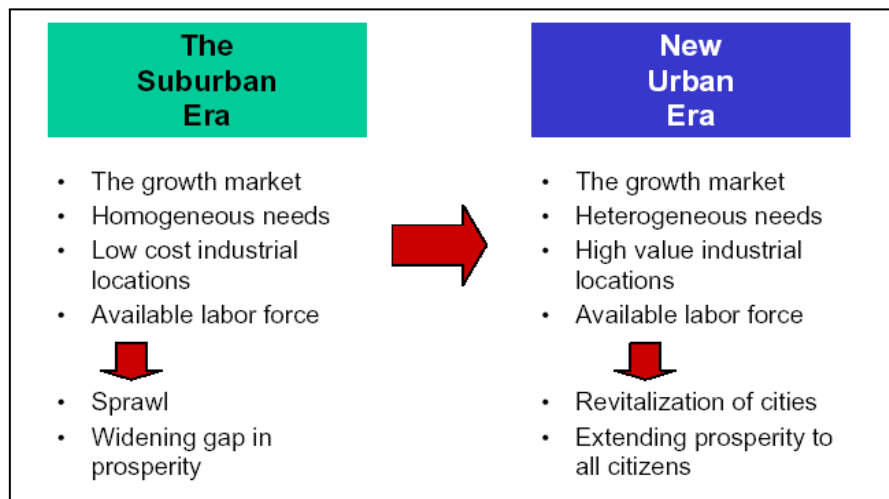 The
Suburban
Era
• The growth market
• Homogeneous needs
• Low cost industrial
locations
• Available labor force
• Sprawl
• Widening gap in
prosperity
New
Urban
Era
• The growth market
• Heterogeneous needs
• High value industrial
locations
• Available labor force
• Revitalization of cities
• Extending prosperity to
all citizens